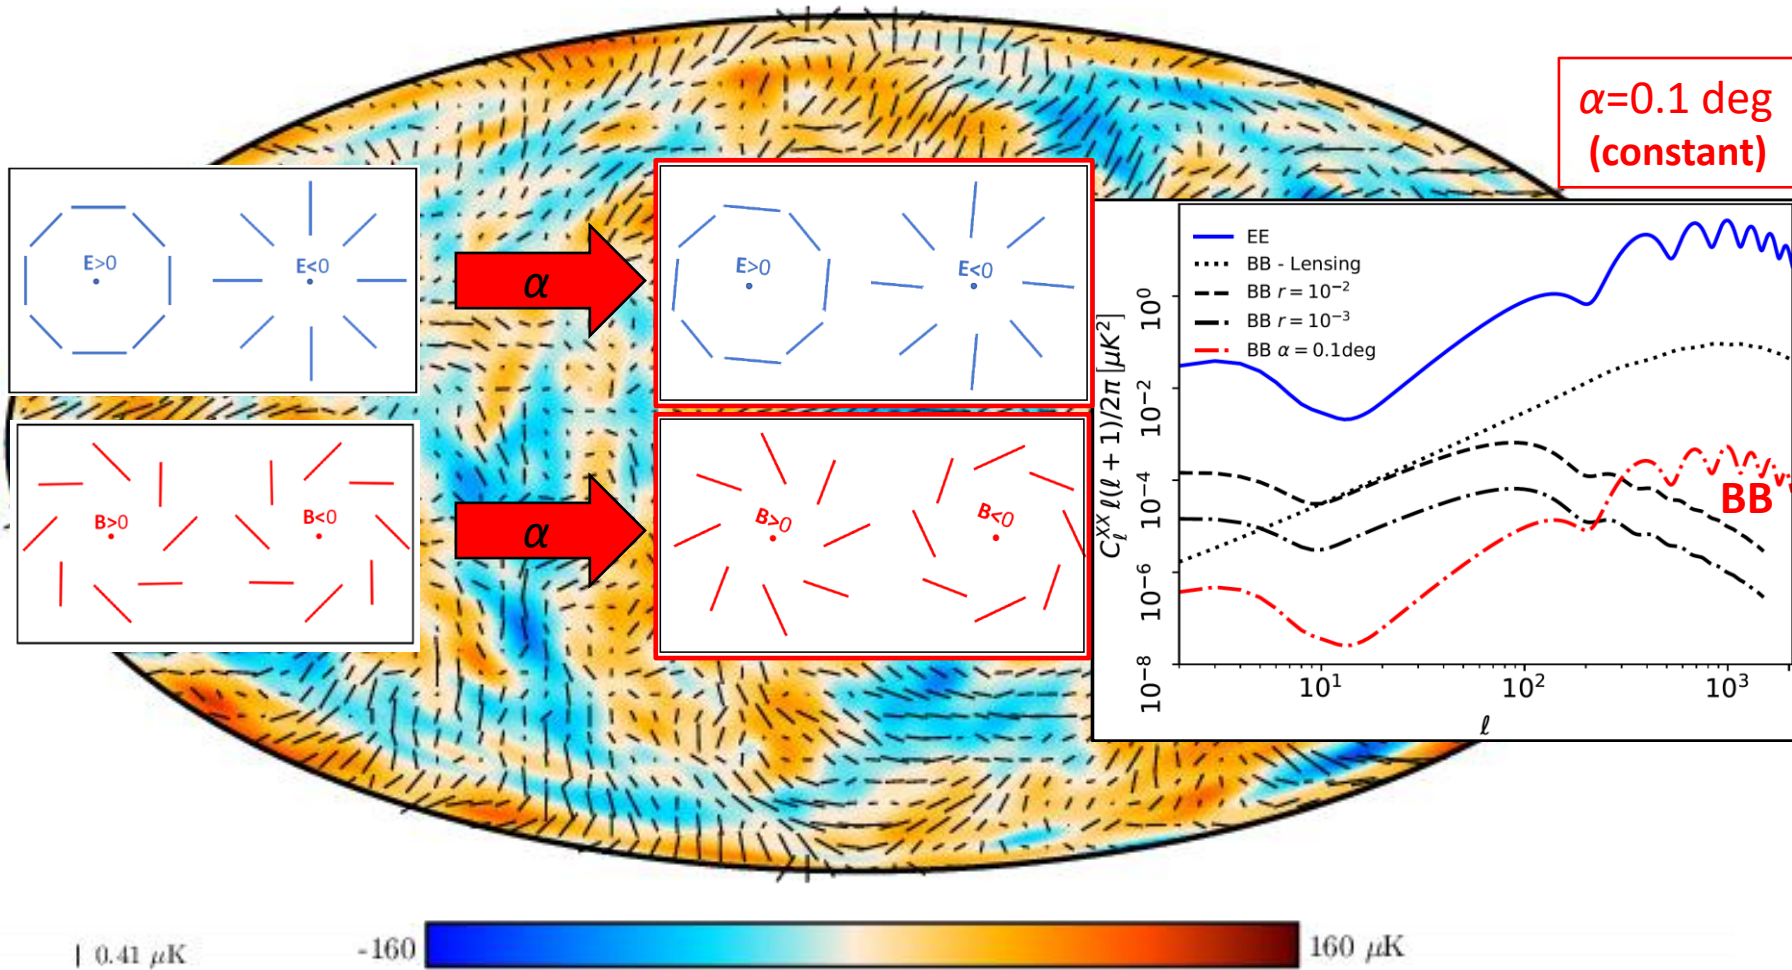 α=0.1 deg
(constant)
E>0
E<0
α
E>0
E<0
B>0
B<0
α
B>0
B<0
EE
BB - Lensing
BB r = 10⁻²
BB r = 10⁻³
BB α = 0.1deg
BB
C_ℓ^{XX} ℓ(ℓ + 1)/2π [μK²]
10⁰
10⁻²
10⁻⁴
10⁻⁶
10⁻⁸
10¹
10²
10³
ℓ
0.41 μK
-160
160 μK